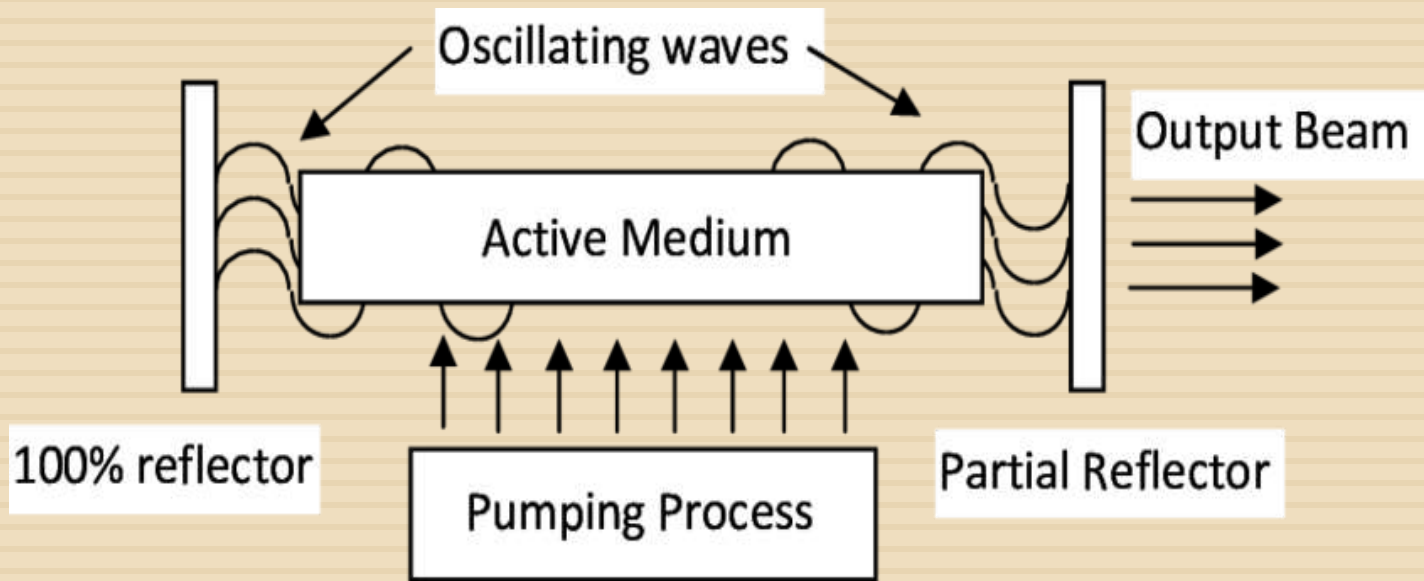 Oscillating waves
Output Beam
Active Medium
100% reflector
Partial Reflector
Pumping Process